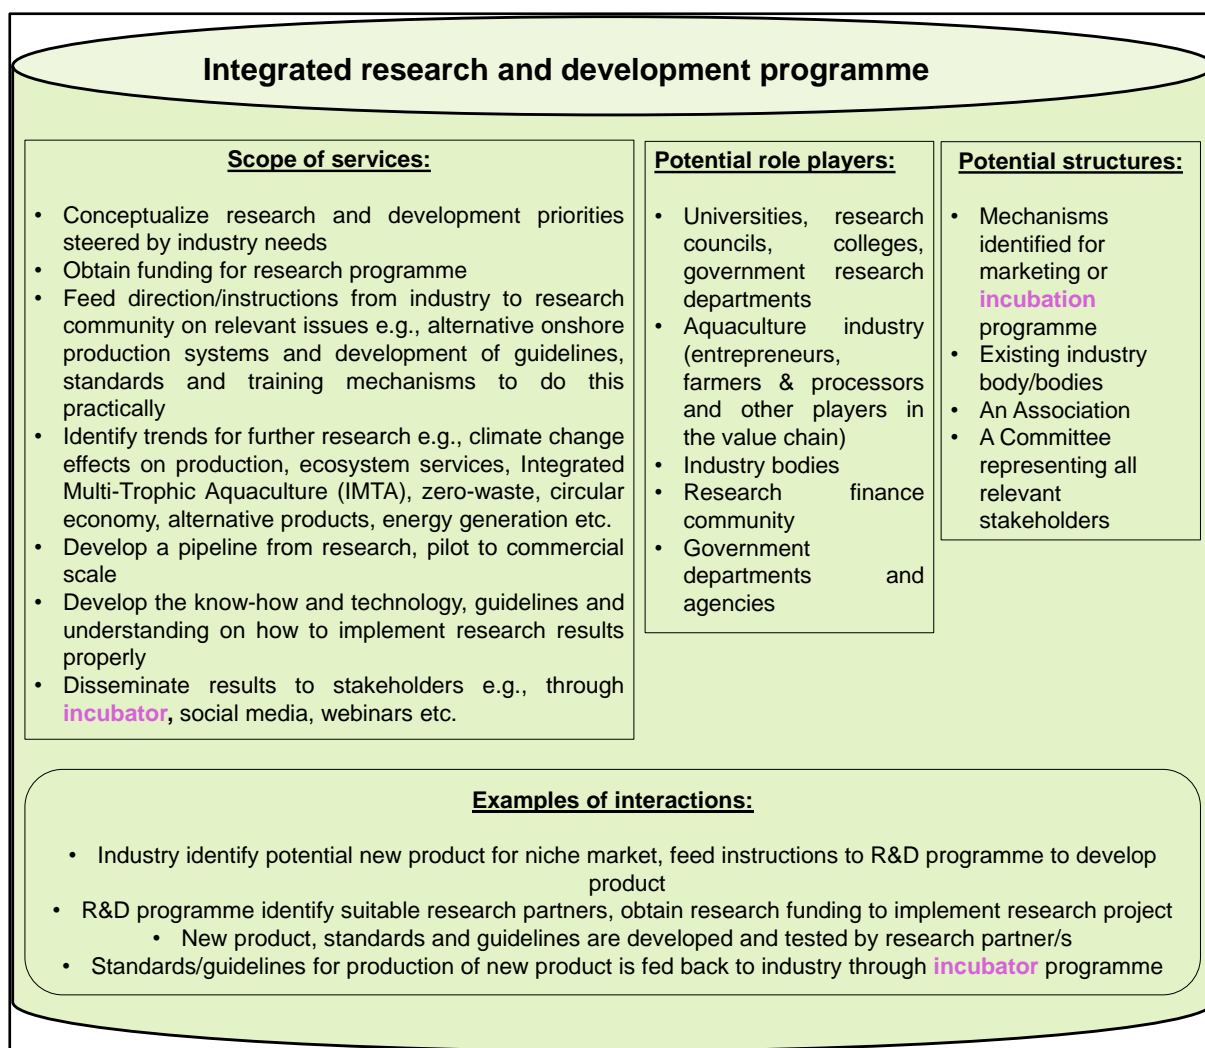 Integrated research and development programme
Scope of services:
• Conceptualize research and development priorities
steered by industry needs
• Obtain funding for research programme
• Feed direction/instructions from industry to research
community on relevant issues e.g., alternative onshore
production systems and development of guidelines,
standards and training mechanisms to do this
practically
• Identify trends for further research e.g., climate change
effects on production, ecosystem services, Integrated
Multi-Trophic Aquaculture (IMTA), zero-waste, circular
economy, alternative products, energy generation etc.
• Develop a pipeline from research, pilot to commercial
scale
• Develop the know-how and technology, guidelines and
understanding on how to implement research results
properly
• Disseminate results to stakeholders e.g., through
incubator, social media, webinars etc.
Potential role players:
• Universities, research
councils, colleges,
government research
departments
• Aquaculture industry
(entrepreneurs,
farmers & processors
and other players in
the value chain)
• Industry bodies
• Research finance
community
• Government
departments and
agencies
Potential structures:
• Mechanisms
identified for
marketing or
incubation
programme
• Existing industry
body/bodies
• An Association
• A Committee
representing all
relevant
stakeholders
Examples of interactions:
• Industry identify potential new product for niche market, feed instructions to R&D programme to develop
product
• R&D programme identify suitable research partners, obtain research funding to implement research project
• New product, standards and guidelines are developed and tested by research partner/s
• Standards/guidelines for production of new product is fed back to industry through incubator programme